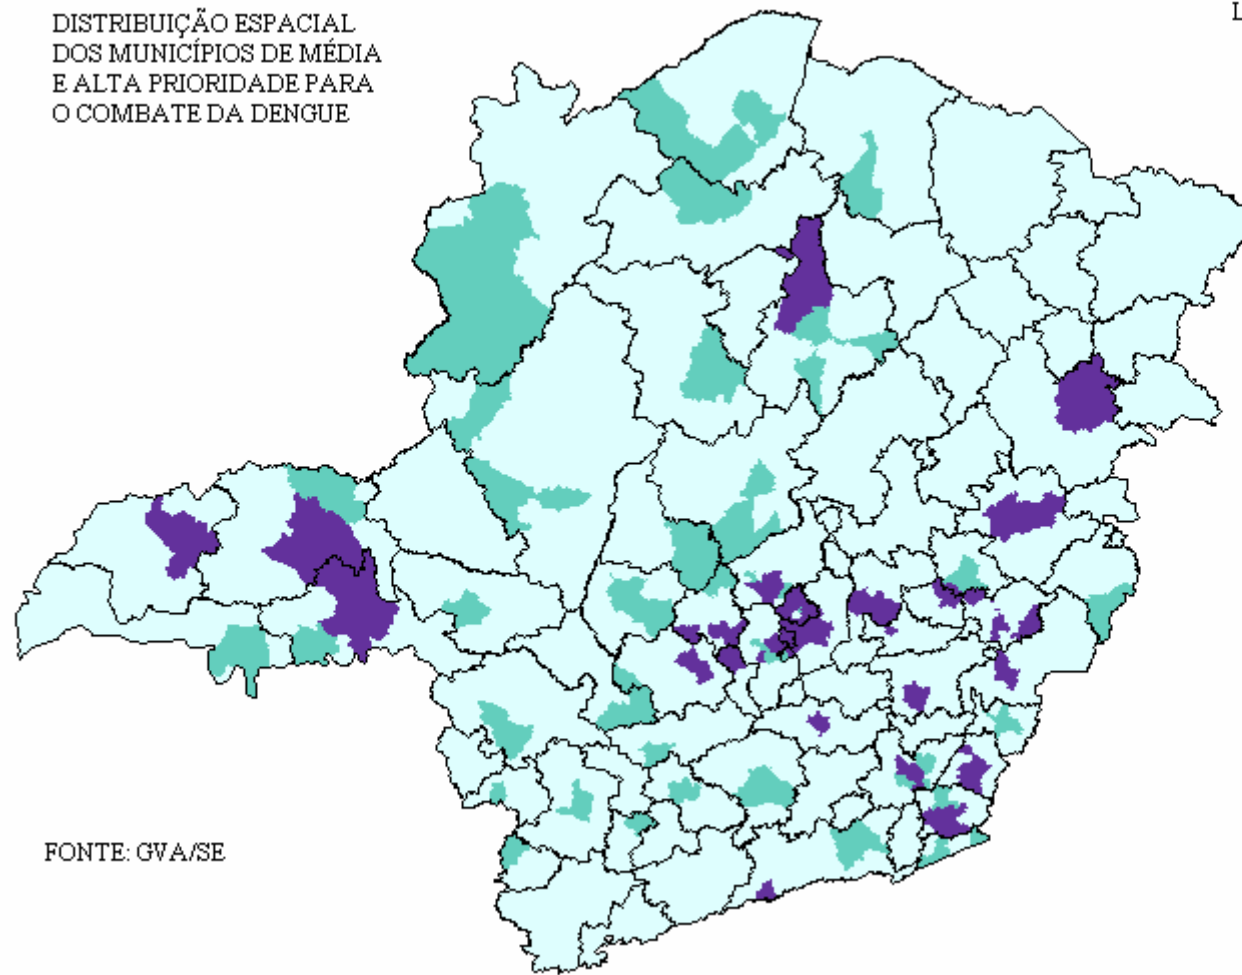 DISTRIBUIÇÃO ESPACIAL
DOS MUNICÍPIOS DE MÉDIA
E ALTA PRIORIDADE PARA
O COMBATE DA DENGUE
L
FONTE: GVA/SE